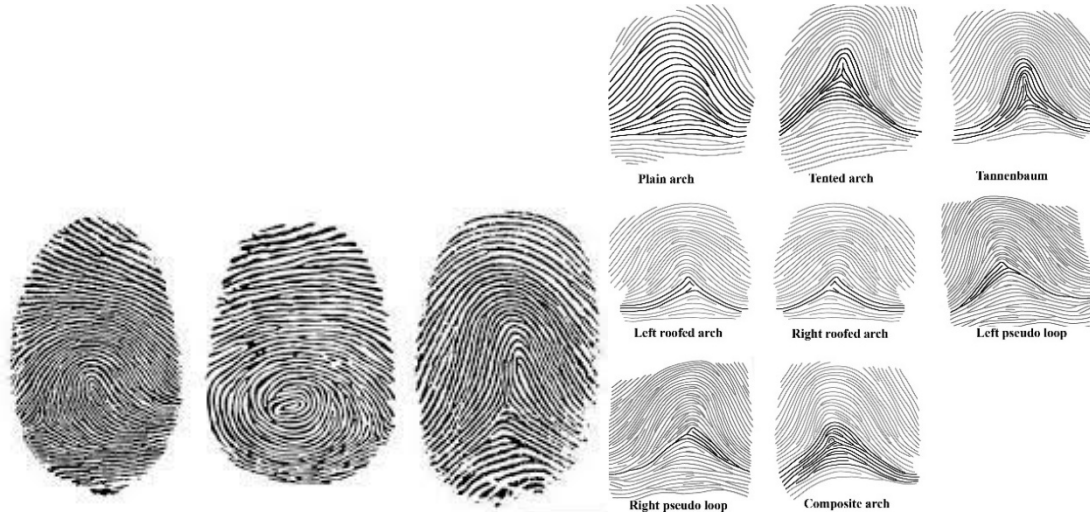 Plain arch
Tented arch
Tannenbaum
Left roofed arch
Right roofed arch
Left pseudo loop
Right pseudo loop
Composite arch